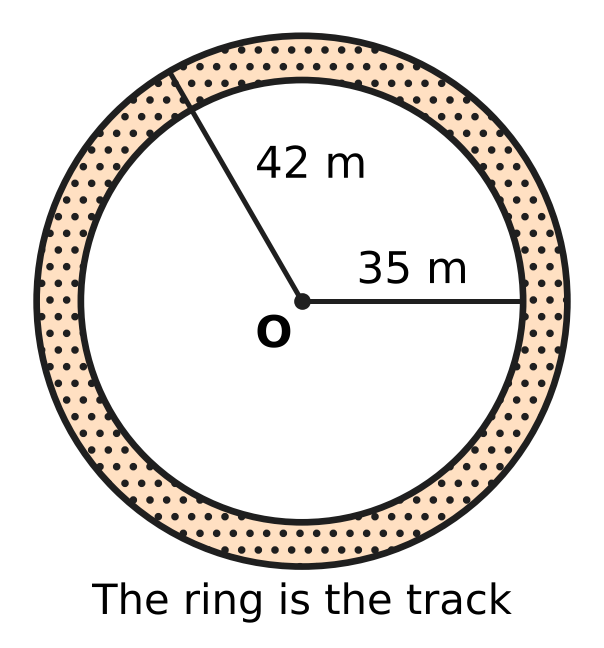 42 m
35 m
O
The ring is the track